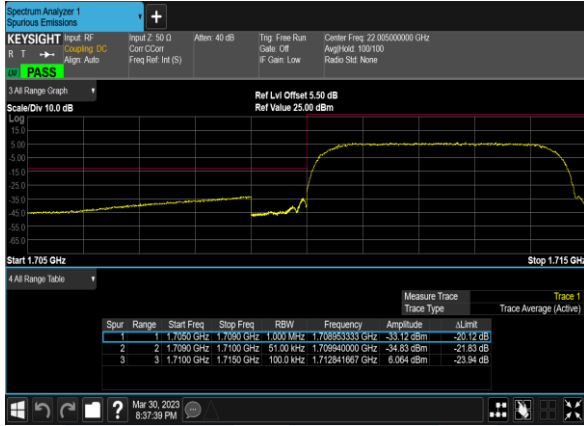 Spectrum Analyzer 1
Spurious Emissions
KEYSIGHT Input: RF Input Z: 50 Ω Atten: 40 dB Trig: Free Run Center Freq: 22.005000000 GHz
R T Coupling: DC Corr CCorr Gate: Off Avg|Hold: 100/100
Align: Auto Freq Ref: Int (S) IF Gain: Low Radio Std: None
PASS
3 All Range Graph
Ref Lvl Offset 5.50 dB
Scale/Div 10.0 dB Ref Value 25.00 dBm
Log
15.0
5.00
-5.00
-15.0
-25.0
-35.0
-45.0
-55.0
-65.0
Start 1.705 GHz Stop 1.715 GHz
4 All Range Table
Measure Trace Trace 1
Trace Type Trace Average (Active)
Spur Range Start Freq Stop Freq RBW Frequency Amplitude ΔLimit
1 1 1.7050 GHz 1.7090 GHz 1.000 MHz 1.708953333 GHz -33.12 dBm -20.12 dB
2 2 1.7090 GHz 1.7100 GHz 51.00 kHz 1.709940000 GHz -34.83 dBm -21.83 dB
3 3 1.7100 GHz 1.7150 GHz 100.0 kHz 1.712841667 GHz 6.064 dBm -23.94 dB
? Mar 30, 2023
8:37:39 PM